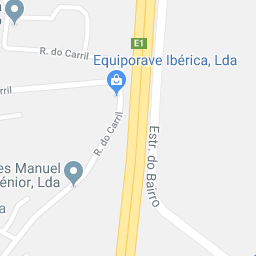 a
R. do Carril
E1
Equiporave Ibérica, Lda
rril
R. do Carril
Estr. do Bairro
es Manuel
énior, Lda
a